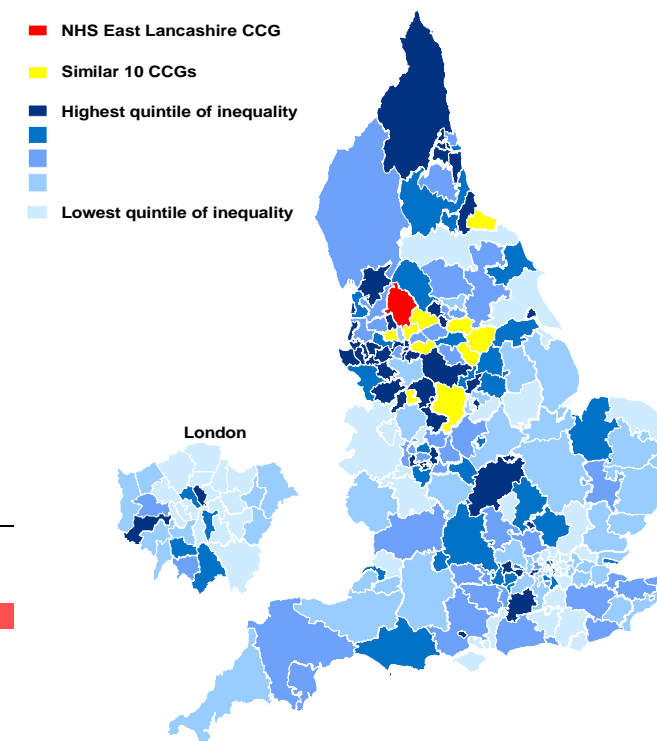 NHS East Lancashire CCG
Similar 10 CCGs
Highest quintile of inequality
Lowest quintile of inequality
London